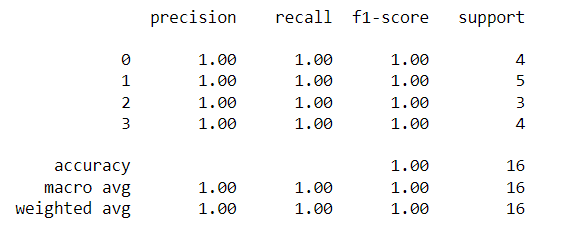 precision recall f1-score support
0 1.00 1.00 1.00 4
1 1.00 1.00 1.00 5
2 1.00 1.00 1.00 3
3 1.00 1.00 1.00 4
accuracy 1.00 16
macro avg 1.00 1.00 1.00 16
weighted avg 1.00 1.00 1.00 16